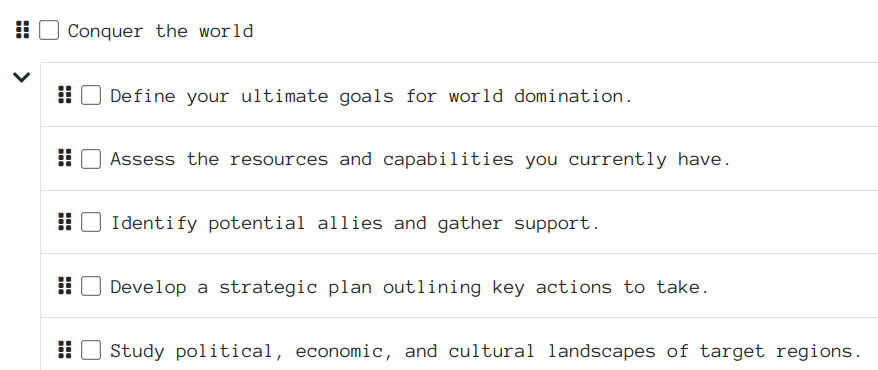 Conquer the world
Define your ultimate goals for world domination.
Assess the resources and capabilities you currently have.
Identify potential allies and gather support.
Develop a strategic plan outlining key actions to take.
Study political, economic, and cultural landscapes of target regions.